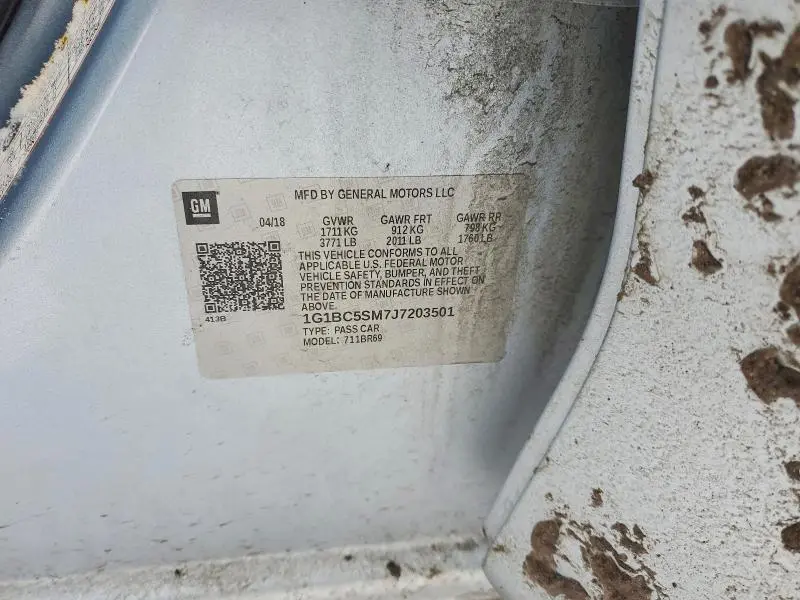 GM
MFD BY GENERAL MOTORS LLC
04/18 GVWR GAWR FRT GAWR RR
1711 KG 912 KG 798 KG
3771 LB 2011 LB 1760 LB
THIS VEHICLE CONFORMS TO ALL
APPLICABLE U.S. FEDERAL MOTOR
VEHICLE SAFETY, BUMPER, AND THEFT
PREVENTION STANDARDS IN EFFECT ON
THE DATE OF MANUFACTURE SHOWN
ABOVE.
413B
1G1BC5SM7J7203501
TYPE: PASS CAR
MODEL: 711BR69